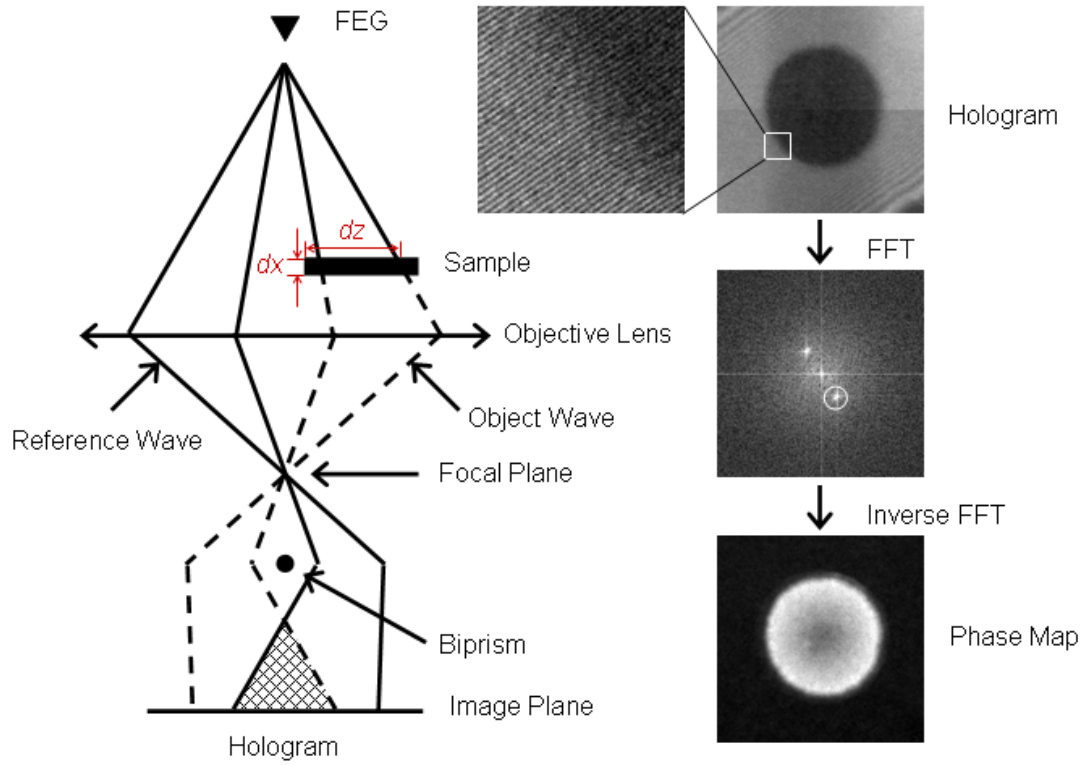 FEG
dz
dx
Sample
Objective Lens
Reference Wave
Object Wave
Focal Plane
Biprism
Image Plane
Hologram
Hologram
FFT
Inverse FFT
Phase Map